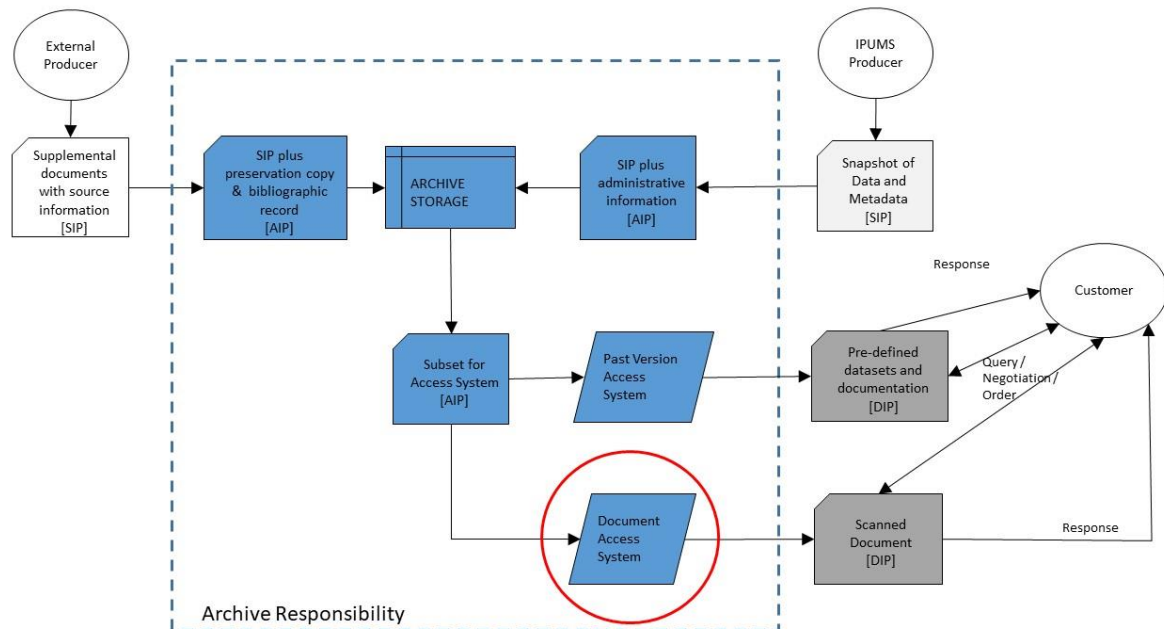 External
Producer
IPUMS
Producer
Supplemental
documents
with source
information
[SIP]
SIP plus
preservation copy
& bibliographic
record
[AIP]
ARCHIVE
STORAGE
SIP plus
administrative
information
[AIP]
Snapshot of
Data and
Metadata
[SIP]
Response
Customer
Subset for
Access System
[AIP]
Past Version
Access
System
Pre-defined
datasets and
documentation
[DIP]
Query /
Negotiation /
Order
Document
Access
System
Scanned
Document
[DIP]
Response
Archive Responsibility